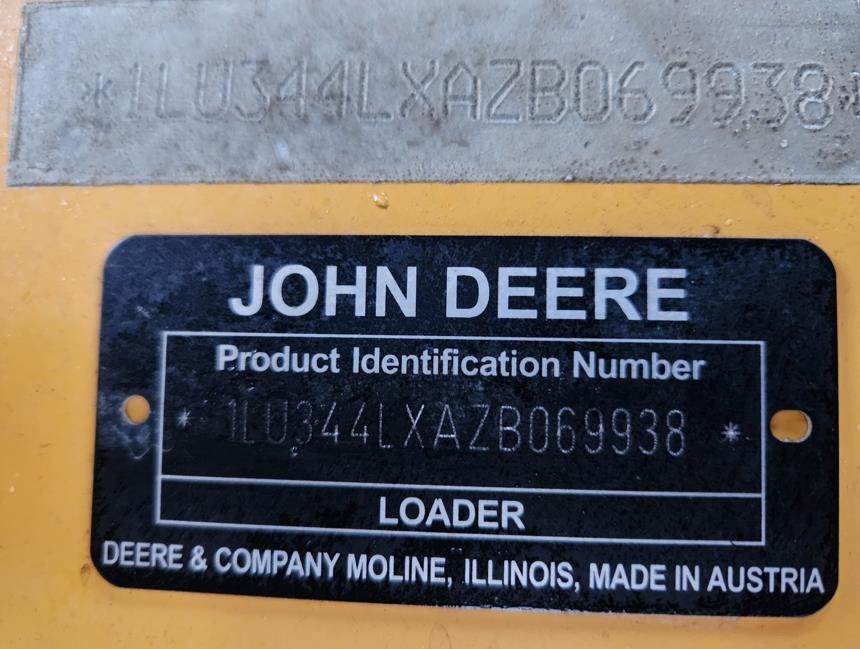 *1LU344LXAZB069938*
JOHN DEERE
Product Identification Number
* 1LU344LXAZB069938 *
LOADER
DEERE & COMPANY MOLINE, ILLINOIS, MADE IN AUSTRIA